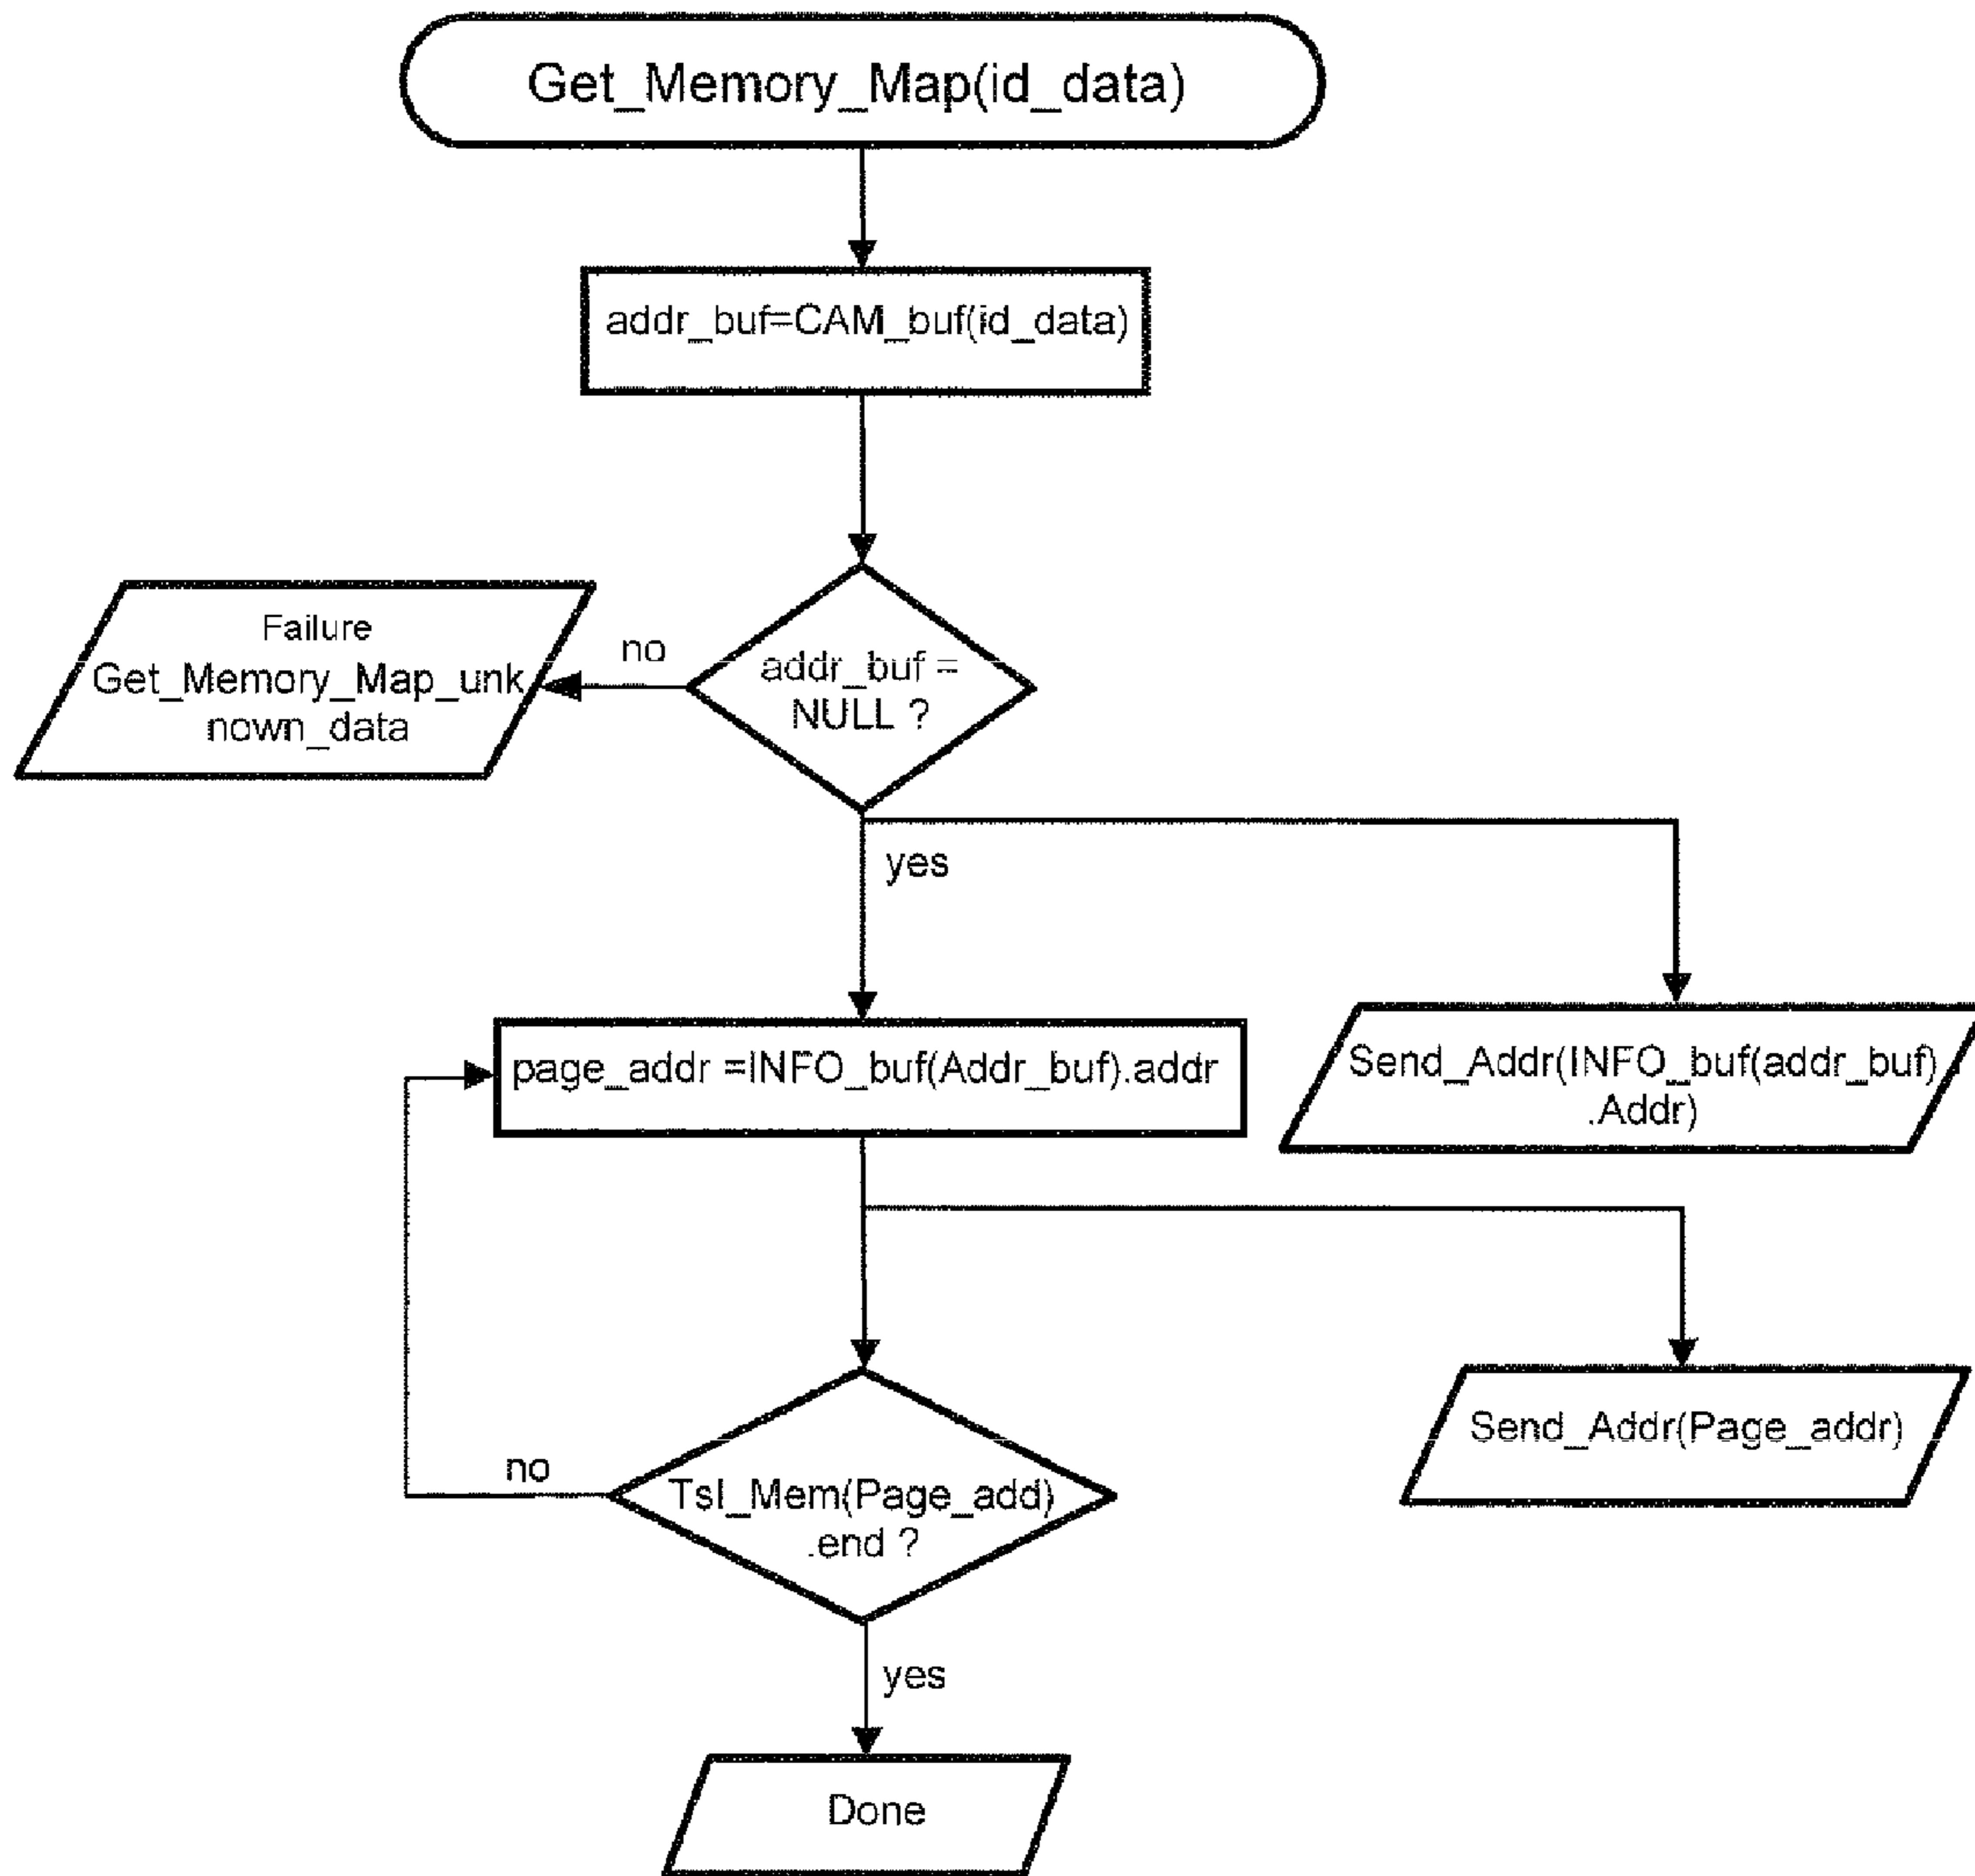 Get_Memory_Map(id_data)
addr_buf=CAM_buf(id_data)
Failure
Get_Memory_Map_unk
nown_data
no
addr_buf =
NULL ?
yes
page_addr =INFO_buf(Addr_buf).addr
Send_Addr(INFO_buf(addr_buf)
.Addr)
no
Tsl_Mem(Page_add)
.end ?
Send_Addr(Page_addr)
yes
Done